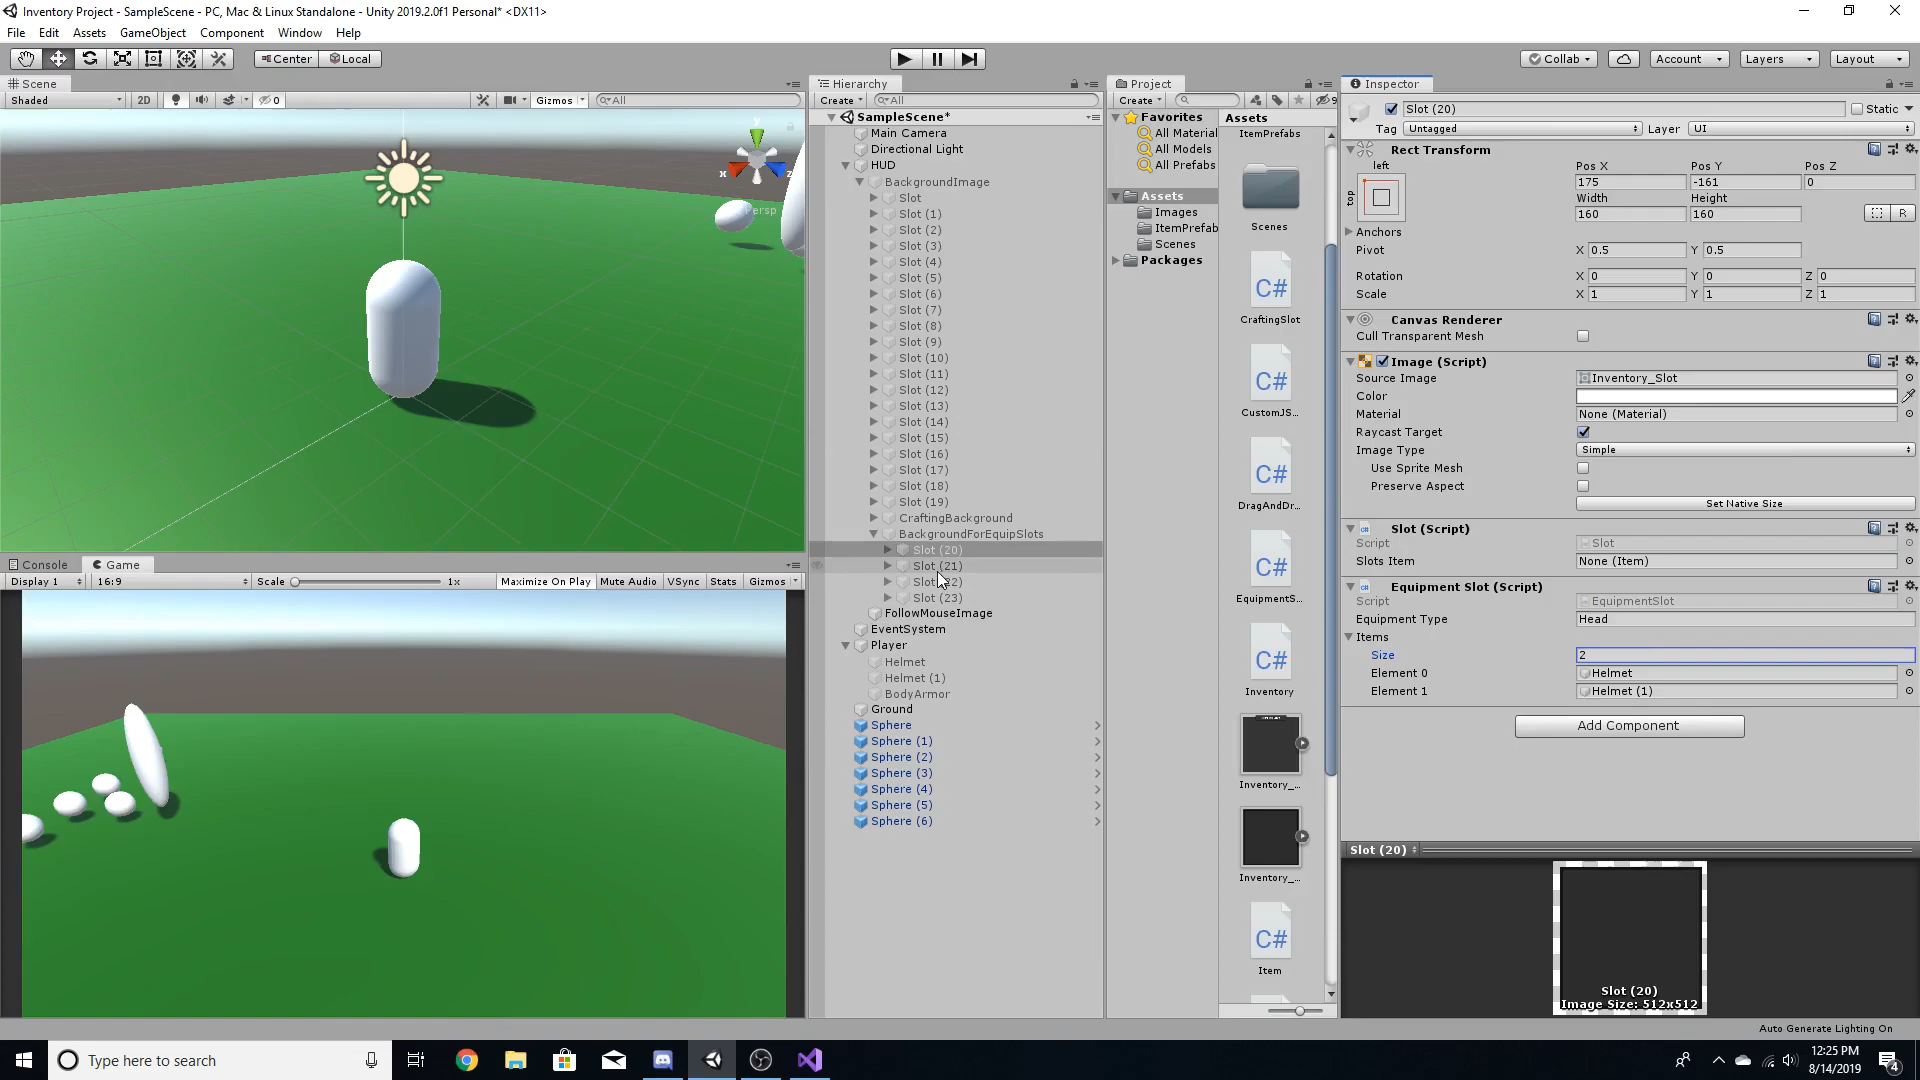 Inventory Project - SampleScene - PC, Mac & Linux Standalone - Unity 2019.2.0f1 Personal* <DX11>
File Edit Assets GameObject Component Window Help
Center Local Collab Account Layers Layout
Scene
Shaded 2D 0 Gizmos All
y
x
z
Persp
Console Game
Display 1 16:9 Scale 1x Maximize On Play Mute Audio VSync Stats Gizmos
Hierarchy
Create All
SampleScene*
Main Camera
Directional Light
HUD
BackgroundImage
Slot
Slot (1)
Slot (2)
Slot (3)
Slot (4)
Slot (5)
Slot (6)
Slot (7)
Slot (8)
Slot (9)
Slot (10)
Slot (11)
Slot (12)
Slot (13)
Slot (14)
Slot (15)
Slot (16)
Slot (17)
Slot (18)
Slot (19)
CraftingBackground
BackgroundForEquipSlots
Slot (20)
Slot (21)
Slot (23)
FollowMouseImage
EventSystem
Player
Helmet
Helmet (1)
BodyArmor
Ground
Sphere
Sphere (1)
Sphere (2)
Sphere (3)
Sphere (4)
Sphere (5)
Sphere (6)
Project
Create 9
Favorites
All Material
All Models
All Prefabs
Assets
Images
ItemPrefab
Scenes
Packages
Assets
ItemPrefabs
Scenes
C#
CraftingSlot
C#
CustomJS...
C#
DragAndDr...
C#
EquipmentS...
C#
Inventory
Inventory_...
Inventory_...
C#
Item
Inspector
Slot (20) Static
Tag Untagged Layer UI
Rect Transform
left Pos X Pos Y Pos Z
top 175 -161 0
Width Height
160 160 R
Anchors
Pivot X 0.5 Y 0.5
Rotation X 0 Y 0 Z 0
Scale X 1 Y 1 Z 1
Canvas Renderer
Cull Transparent Mesh
Image (Script)
Source Image Inventory_Slot
Color
Material None (Material)
Raycast Target
Image Type Simple
Use Sprite Mesh
Preserve Aspect
Set Native Size
Slot (Script)
Script Slot
Slots Item None (Item)
Equipment Slot (Script)
Script EquipmentSlot
Equipment Type Head
Items
Size 2
Element 0 Helmet
Element 1 Helmet (1)
Add Component
Slot (20)
Slot (20)
Image Size: 512x512
Auto Generate Lighting On
Type here to search
12:25 PM
8/14/2019
4